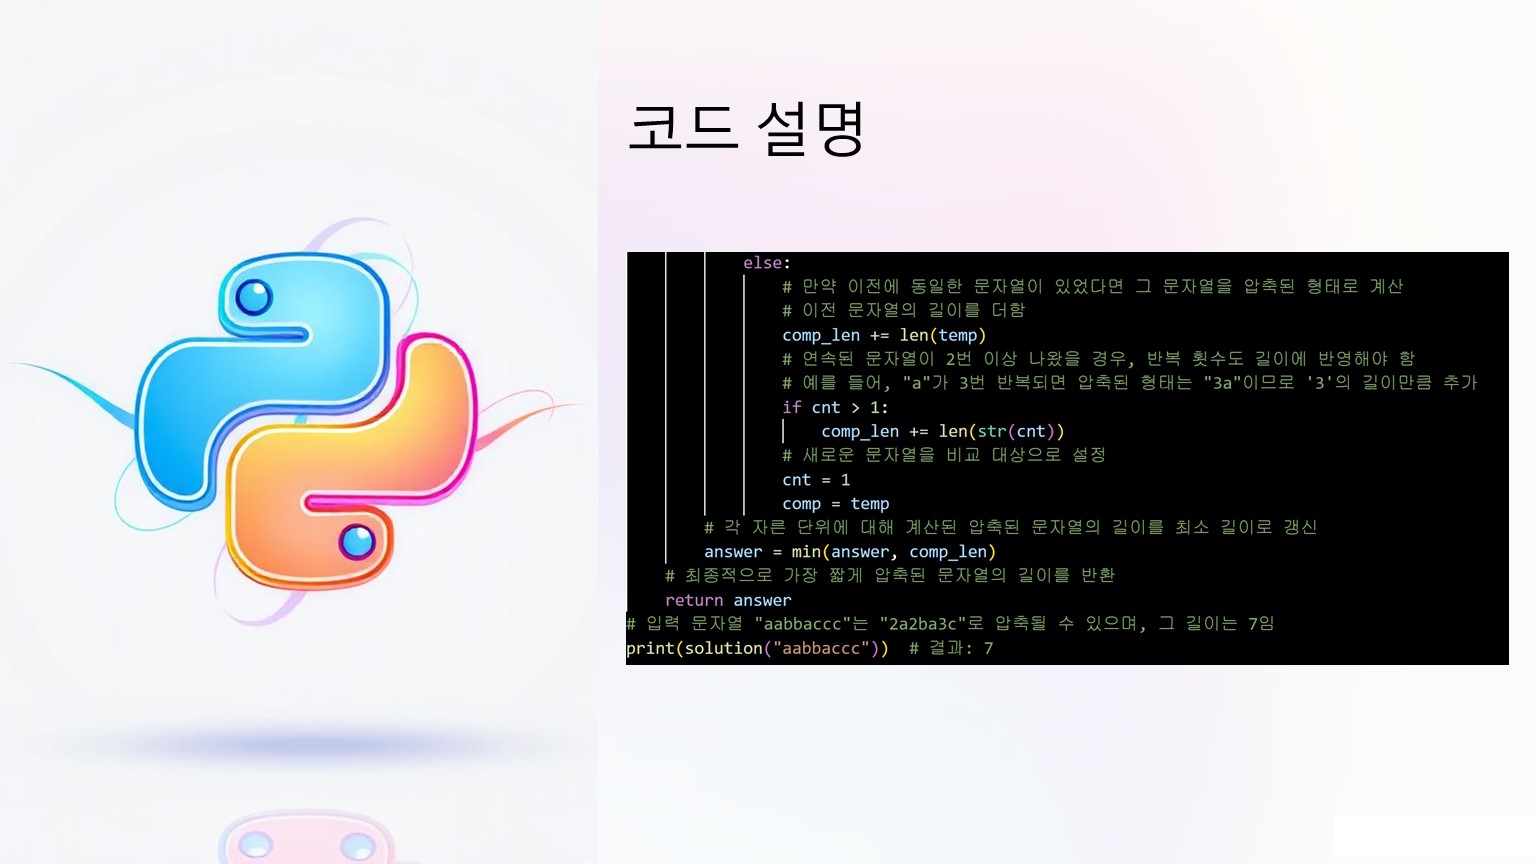 코드 설명
else:
# 만약 이전에 동일한 문자열이 있었다면 그 문자열을 압축된 형태로 계산
# 이전 문자열의 길이를 더함
comp_len += len(temp)
# 연속된 문자열이 2번 이상 나왔을 경우, 반복 횟수도 길이에 반영해야 함
# 예를 들어, "a"가 3번 반복되면 압축된 형태는 "3a"이므로 '3'의 길이만큼 추가
if cnt > 1:
comp_len += len(str(cnt))
# 새로운 문자열을 비교 대상으로 설정
cnt = 1
comp = temp
# 각 자른 단위에 대해 계산된 압축된 문자열의 길이를 최소 길이로 갱신
answer = min(answer, comp_len)
# 최종적으로 가장 짧게 압축된 문자열의 길이를 반환
return answer
# 입력 문자열 "aabbaccc"는 "2a2ba3c"로 압축될 수 있으며, 그 길이는 7임
print(solution("aabbaccc"))  # 결과: 7